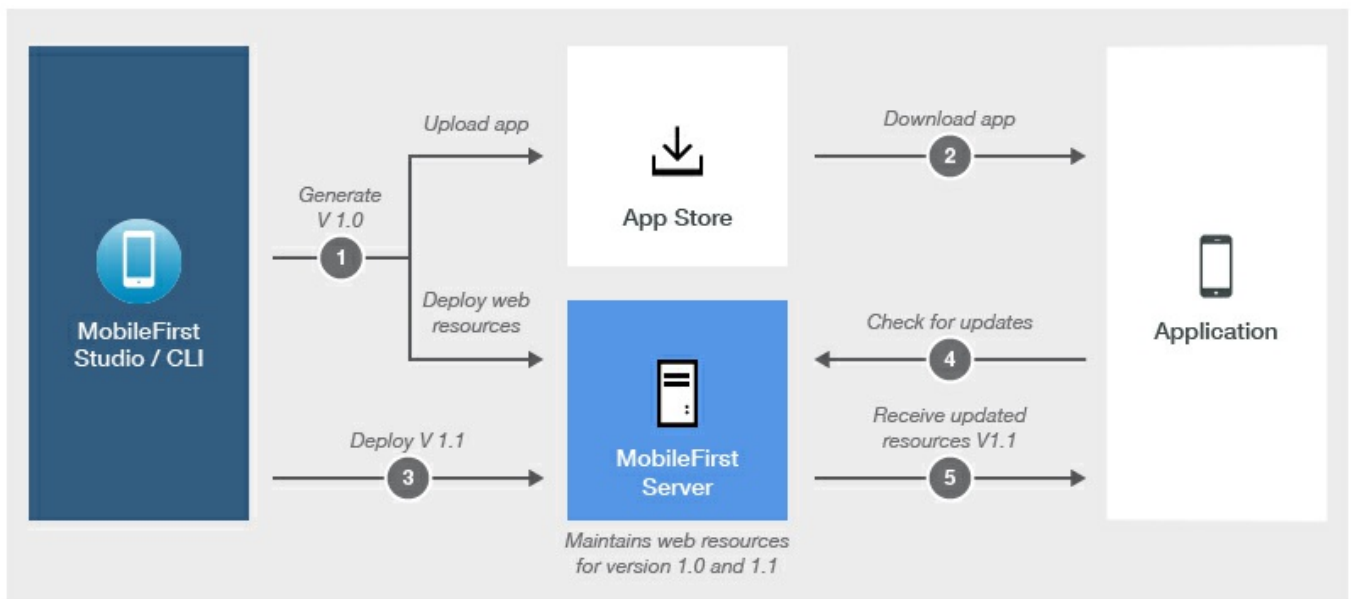 Upload app
Generate
V 1.0
1
Deploy web
resources
MobileFirst
Studio / CLI
Deploy V 1.1
3
App Store
MobileFirst
Server
Maintains web resources
for version 1.0 and 1.1
Download app
2
Check for updates
4
Receive updated
resources V1.1
5
Application